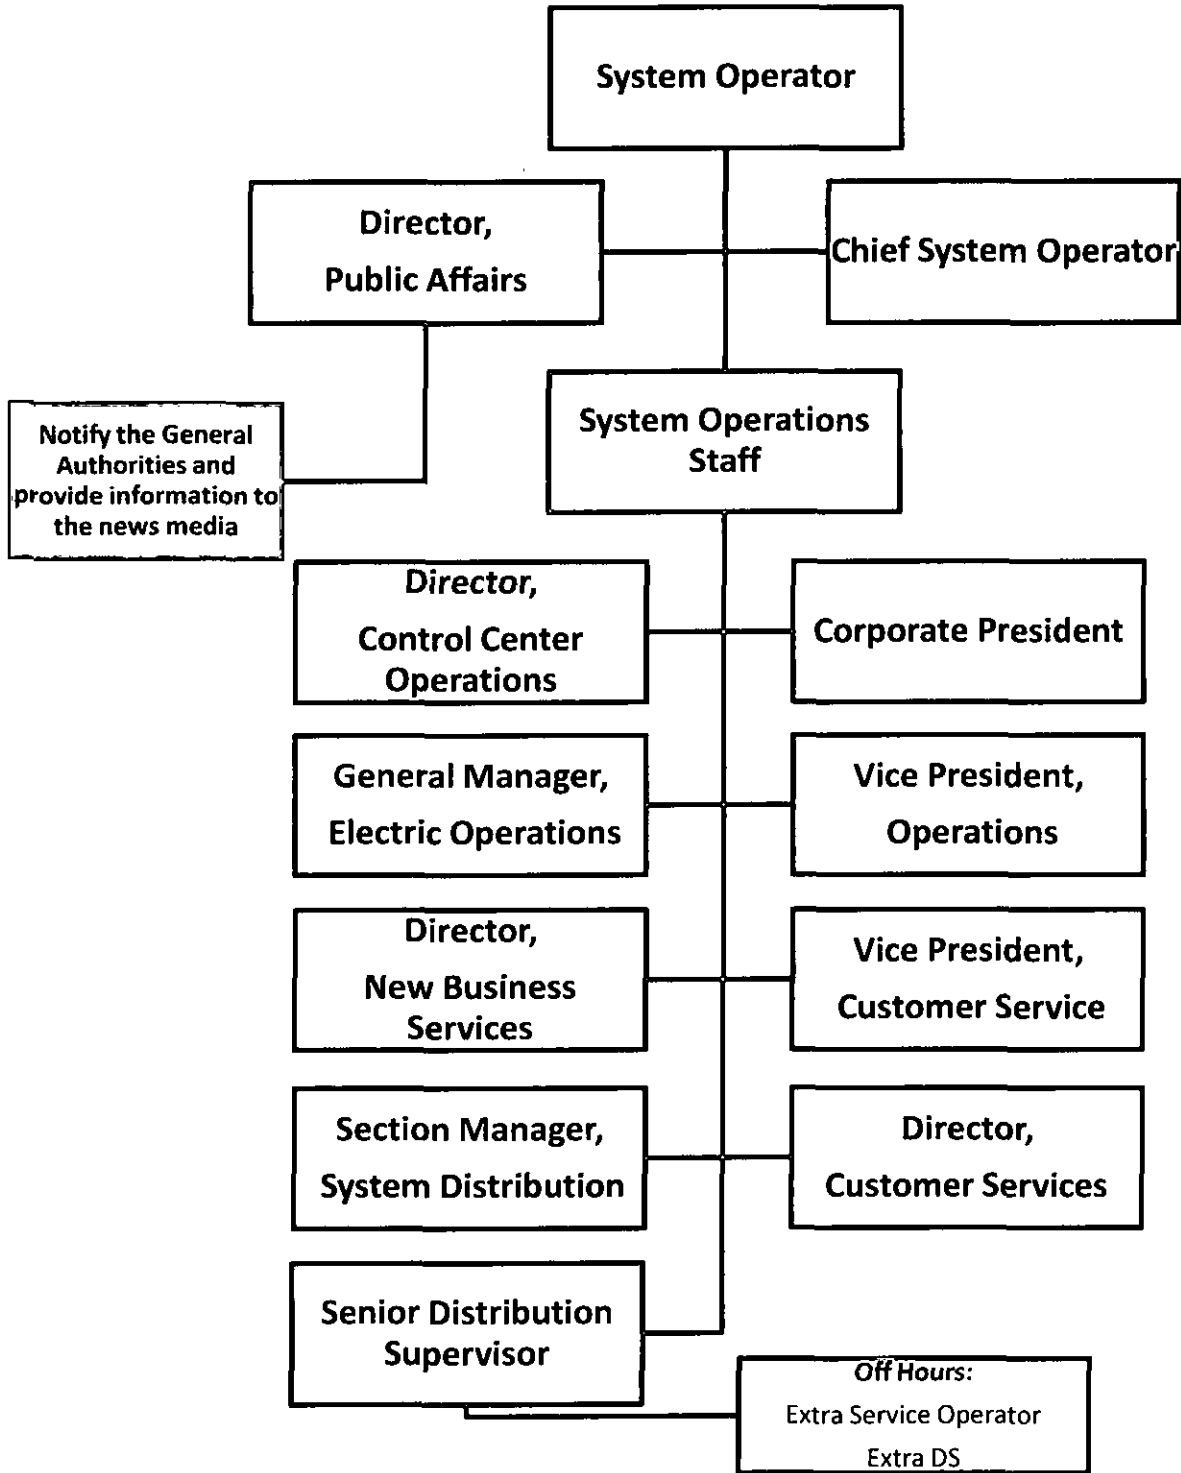 System Operator
Director,
Public Affairs
Chief System Operator
Notify the General
Authorities and
provide information to
the news media
System Operations
Staff
Director,
Control Center
Operations
Corporate President
General Manager,
Electric Operations
Vice President,
Operations
Director,
New Business
Services
Vice President,
Customer Service
Section Manager,
System Distribution
Director,
Customer Services
Senior Distribution
Supervisor
Off Hours:
Extra Service Operator
Extra DS